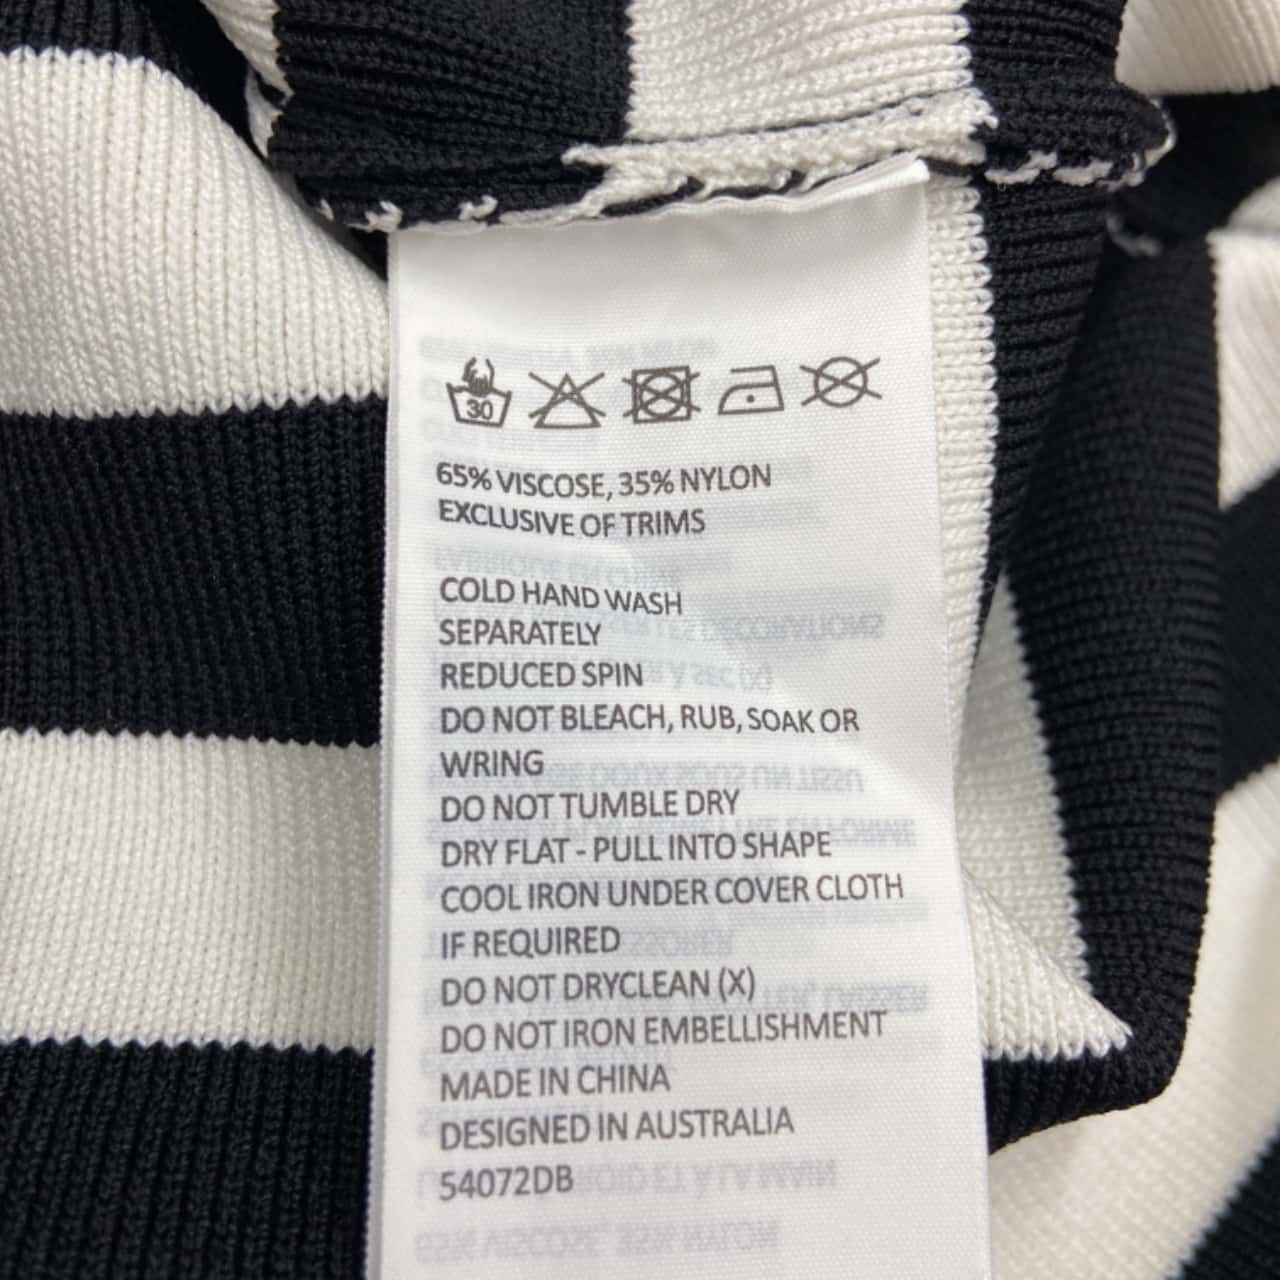 30
65% VISCOSE, 35% NYLON
EXCLUSIVE OF TRIMS
COLD HAND WASH
SEPARATELY
REDUCED SPIN
DO NOT BLEACH, RUB, SOAK OR
WRING
DO NOT TUMBLE DRY
DRY FLAT - PULL INTO SHAPE
COOL IRON UNDER COVER CLOTH
IF REQUIRED
DO NOT DRYCLEAN (X)
DO NOT IRON EMBELLISHMENT
MADE IN CHINA
DESIGNED IN AUSTRALIA
54072DB